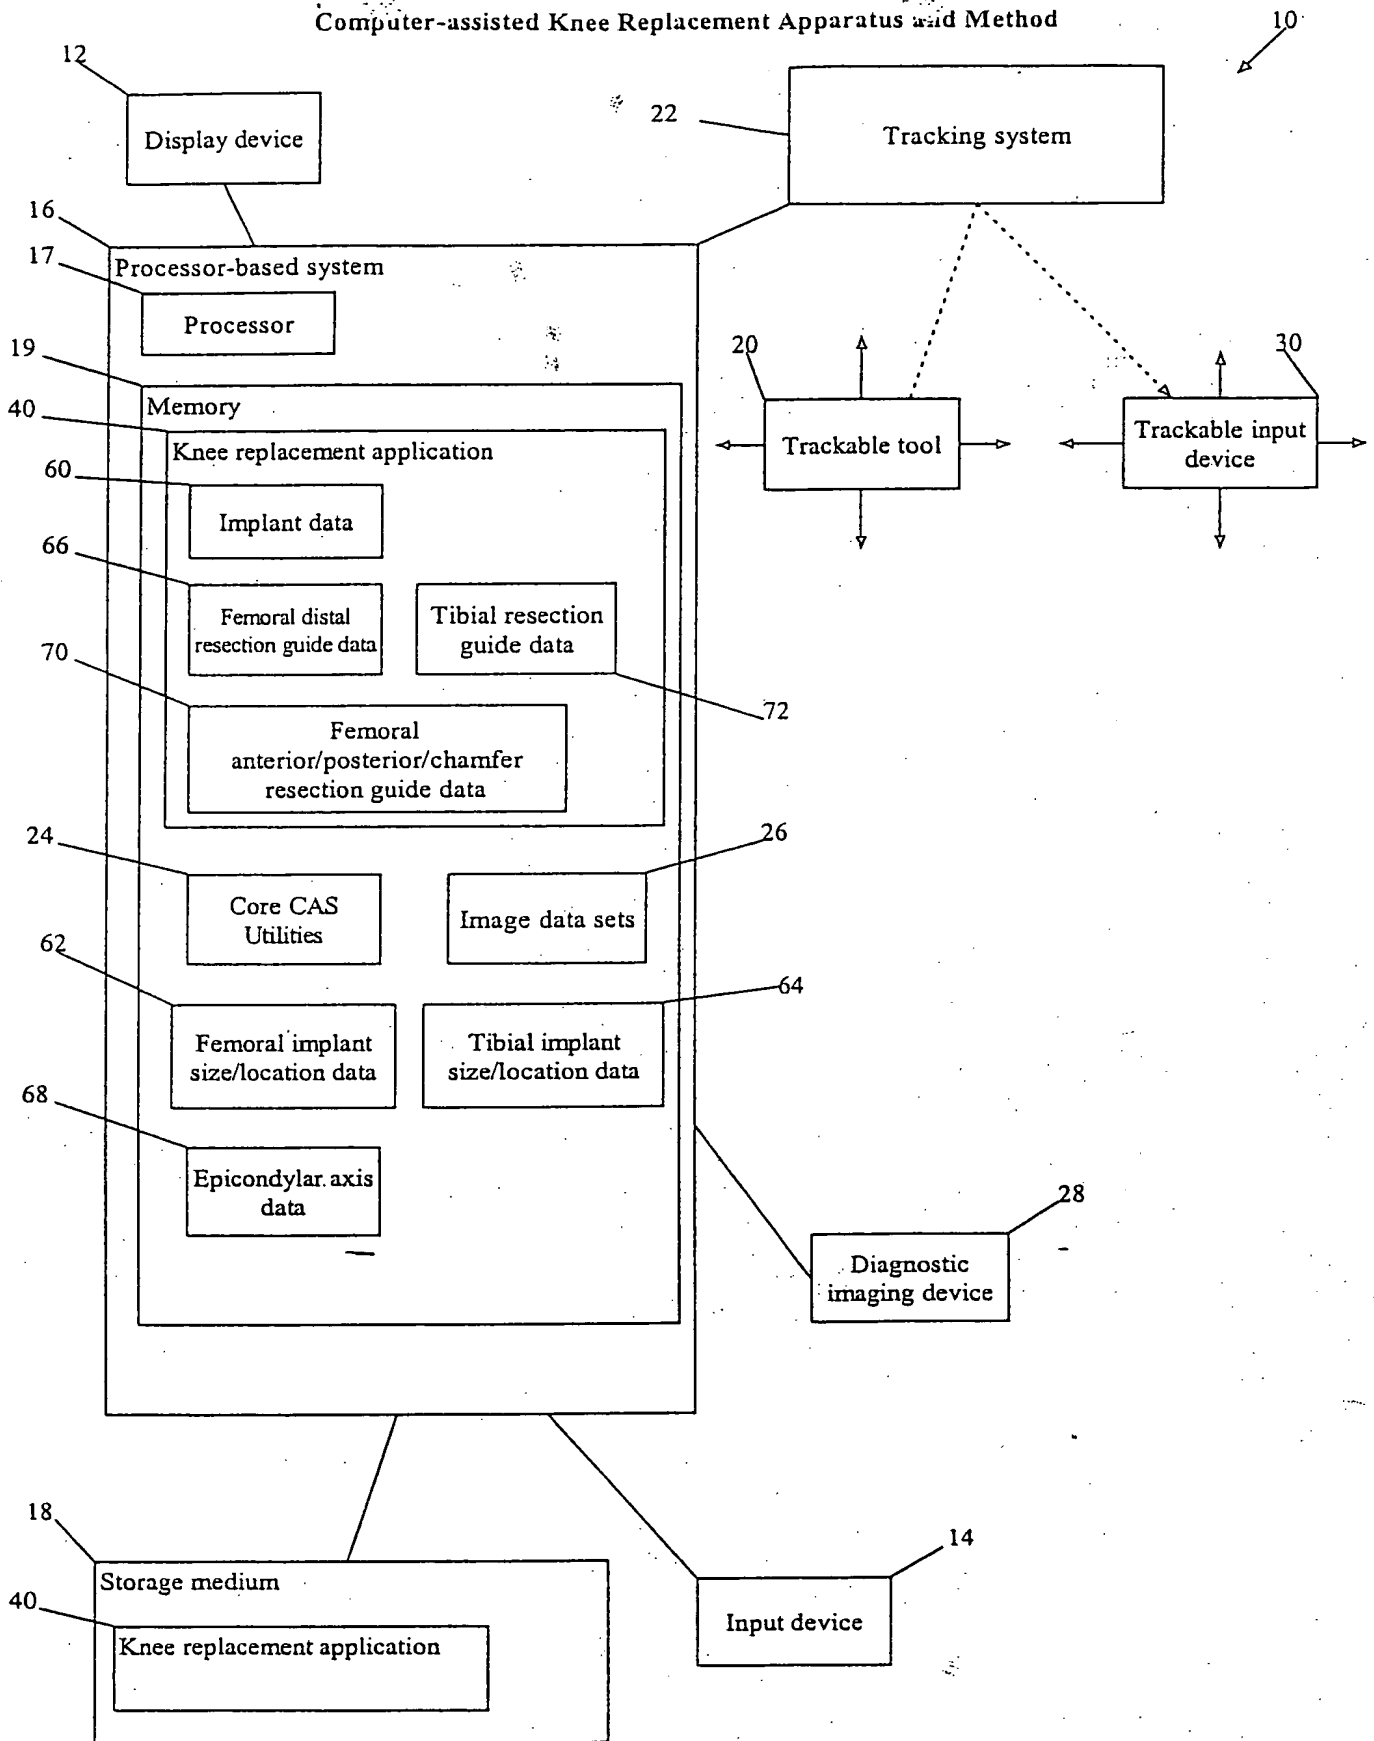 Computer-assisted Knee Replacement Apparatus and Method
10
12
Display device
22
Tracking system
16
Processor-based system
17
Processor
19
Memory
20
Trackable tool
30
Trackable input
device
40
Knee replacement application
60
Implant data
66
Femoral distal
resection guide data
Tibial resection
guide data
70
72
Femoral
anterior/posterior/chamfer
resection guide data
24
Core CAS
Utilities
26
Image data sets
62
Femoral implant
size/location data
64
Tibial implant
size/location data
68
Epicondylar axis
data
28
Diagnostic
imaging device
18
Storage medium
40
Knee replacement application
14
Input device